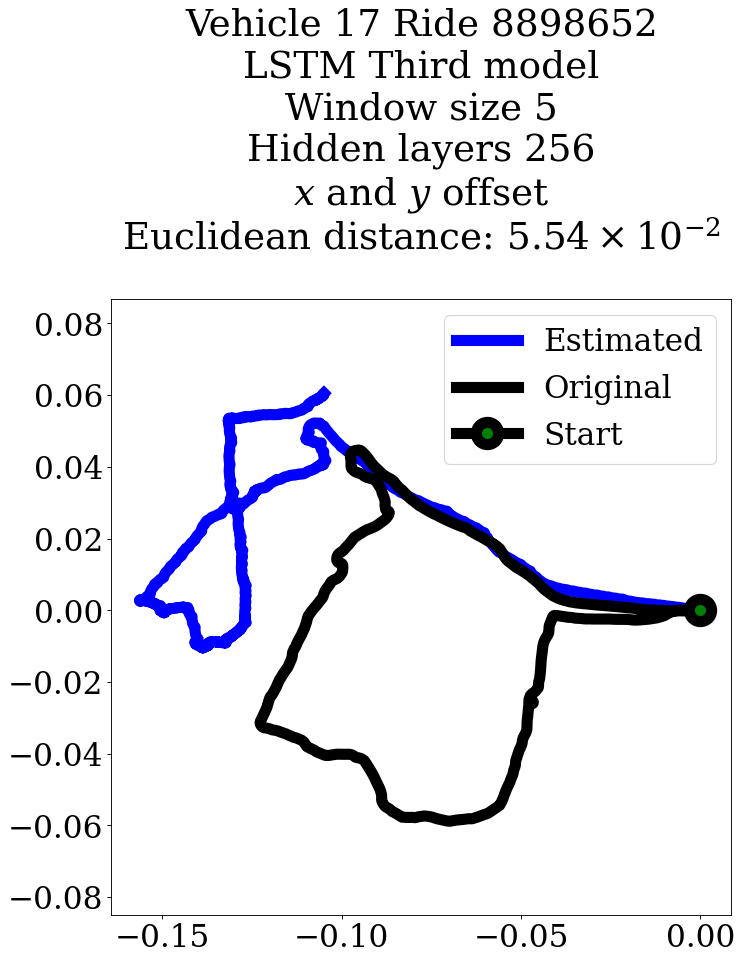 Vehicle 17 Ride 8898652
LSTM Third model
Window size 5
Hidden layers 256
x and y offset
Euclidean distance: 5.54 × 10⁻²
Estimated
Original
Start
0.08
0.06
0.04
0.02
0.00
−0.02
−0.04
−0.06
−0.08
−0.15 −0.10 −0.05 0.00